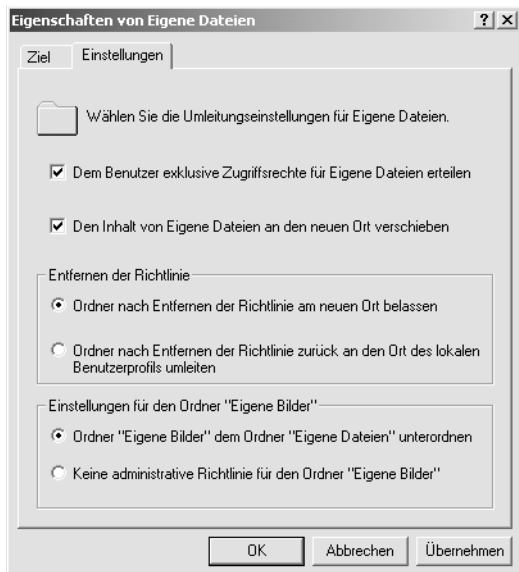 Eigenschaften von Eigene Dateien
Ziel
Einstellungen
Wählen Sie die Umleitungseinstellungen für Eigene Dateien.
Dem Benutzer exklusive Zugriffsrechte für Eigene Dateien erteilen
Den Inhalt von Eigene Dateien an den neuen Ort verschieben
Entfernen der Richtlinie
Ordner nach Entfernen der Richtlinie am neuen Ort belassen
Ordner nach Entfernen der Richtlinie zurück an den Ort des lokalen
Benutzerprofils umleiten
Einstellungen für den Ordner "Eigene Bilder"
Ordner "Eigene Bilder" dem Ordner "Eigene Dateien" unterordnen
Keine administrative Richtlinie für den Ordner "Eigene Bilder"
OK
Abbrechen
Übernehmen